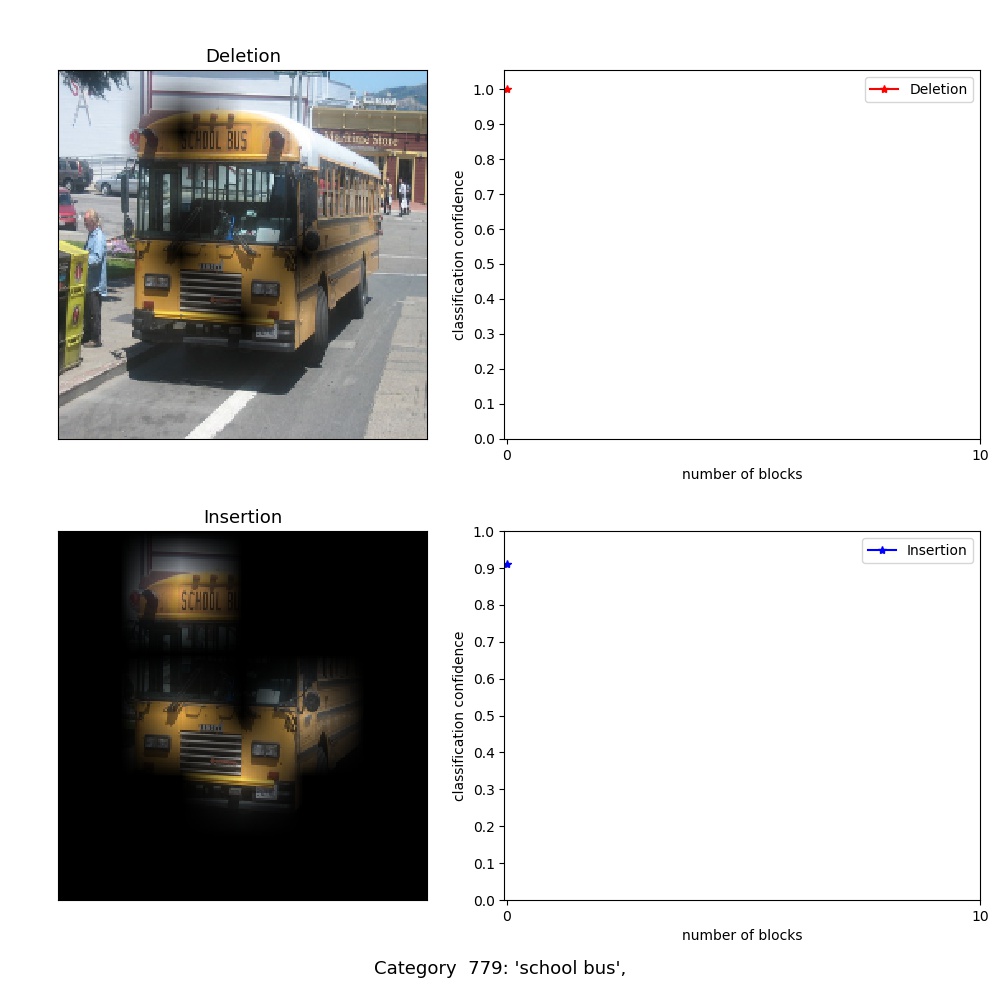 Deletion
SCHOOL BUS
1.0
0.9
0.8
0.7
0.6
0.5
0.4
0.3
0.2
0.1
0.0
classification confidence
Deletion
0
10
number of blocks
Insertion
SCHOOL BU
1.0
0.9
0.8
0.7
0.6
0.5
0.4
0.3
0.2
0.1
0.0
classification confidence
Insertion
0
10
number of blocks
Category  779: 'school bus',